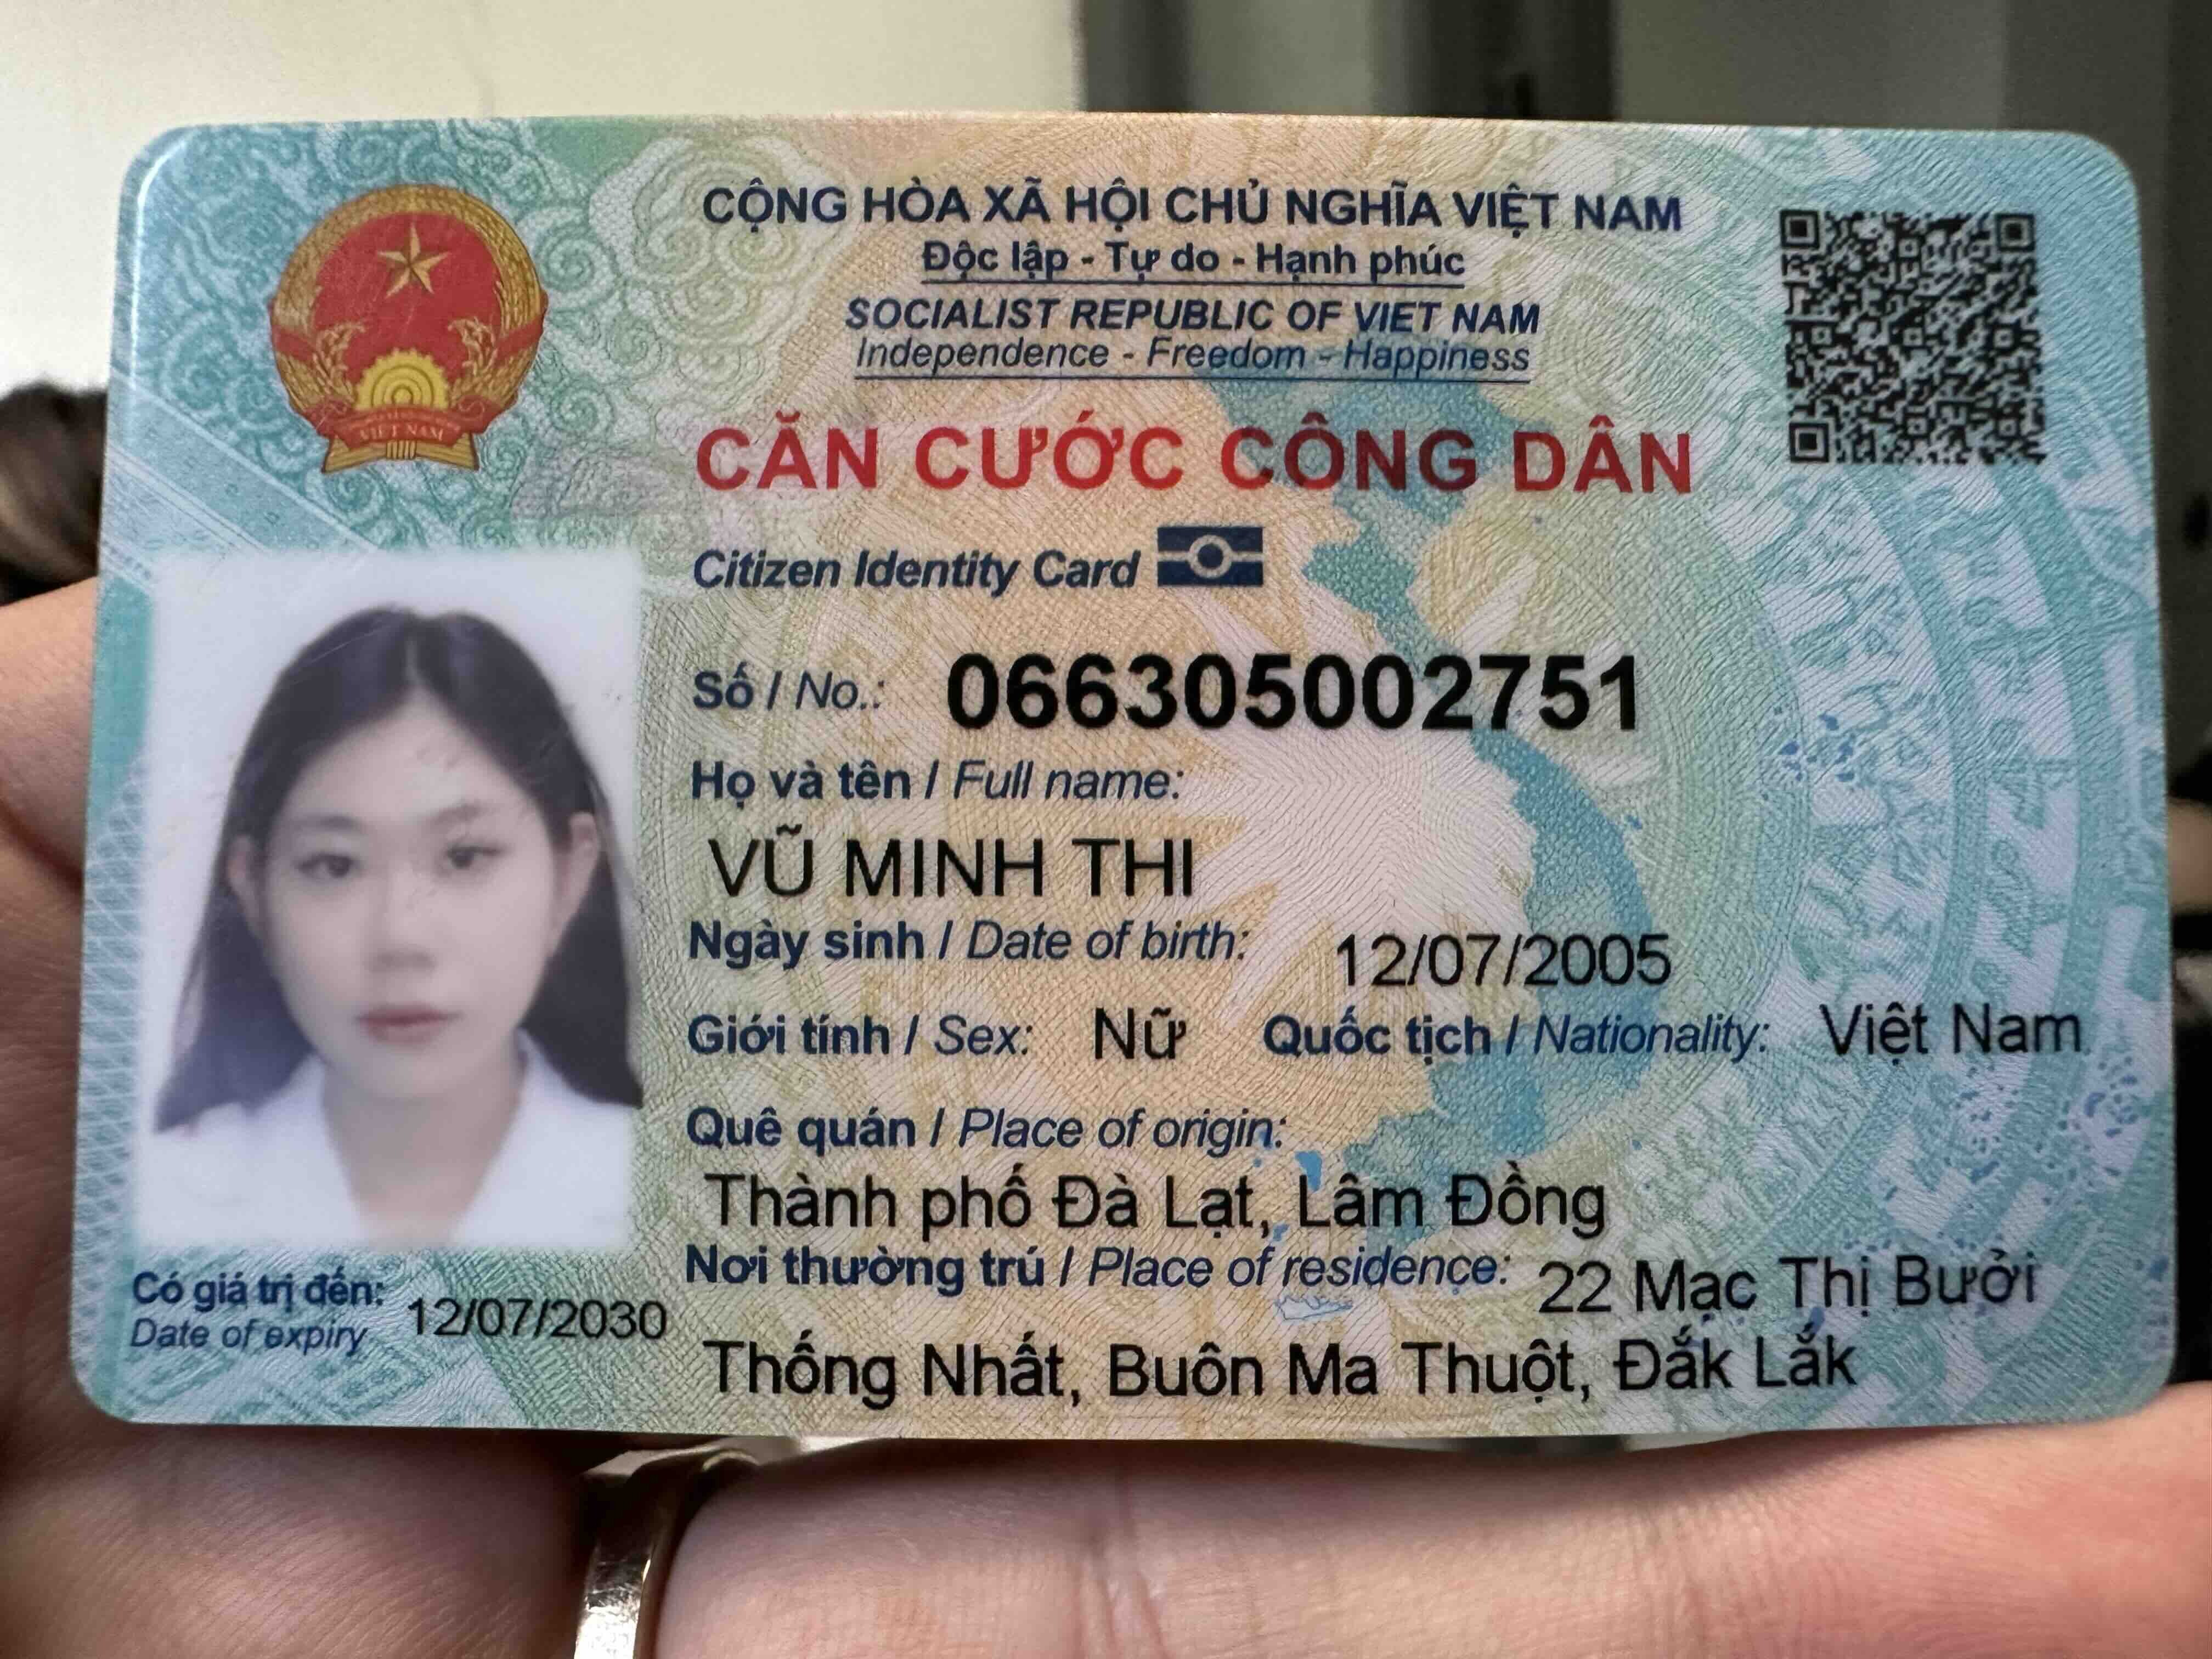 CỘNG HÒA XÃ HỘI CHỦ NGHĨA VIỆT NAM
Độc lập - Tự do - Hạnh phúc
SOCIALIST REPUBLIC OF VIET NAM
Independence - Freedom - Happiness
VIỆT NAM
CĂN CƯỚC CÔNG DÂN
Citizen Identity Card
Số / No.: 066305002751
Họ và tên / Full name:
VŨ MINH THI
Ngày sinh / Date of birth: 12/07/2005
Giới tính / Sex: Nữ Quốc tịch / Nationality: Việt Nam
Quê quán / Place of origin:
Thành phố Đà Lạt, Lâm Đồng
Nơi thường trú / Place of residence: 22 Mạc Thị Bưởi
Thống Nhất, Buôn Ma Thuột, Đắk Lắk
Có giá trị đến: 12/07/2030
Date of expiry